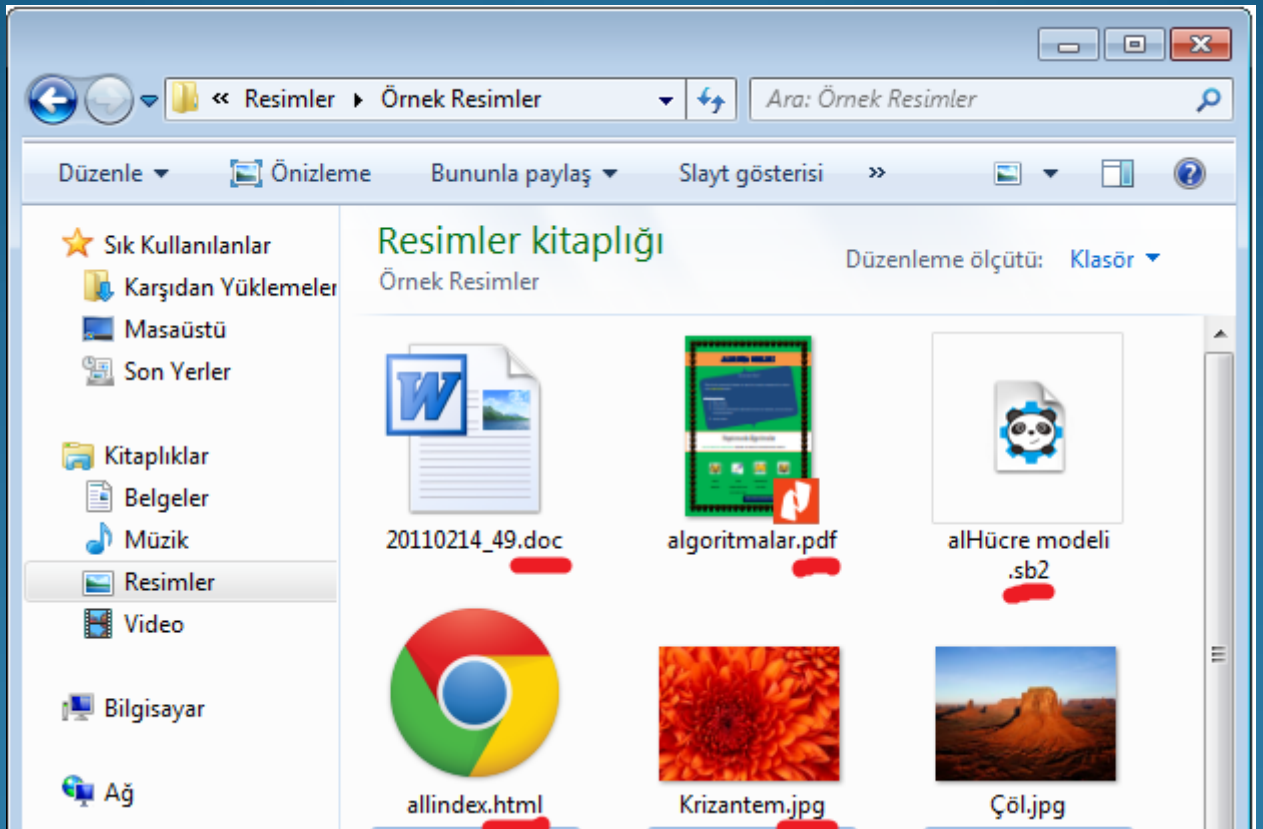 « Resimler ▸ Örnek Resimler
Ara: Örnek Resimler
Düzenle Önizleme Bununla paylaş Slayt gösterisi »
Resimler kitaplığı
Örnek Resimler
Düzenleme ölçütü: Klasör
Sık Kullanılanlar
Karşıdan Yüklemeler
Masaüstü
Son Yerler
Kitaplıklar
Belgeler
Müzik
Resimler
Video
Bilgisayar
Ağ
20110214_49.doc
algoritmalar.pdf
alHücre modeli
.sb2
allindex.html
Krizantem.jpg
Çöl.jpg